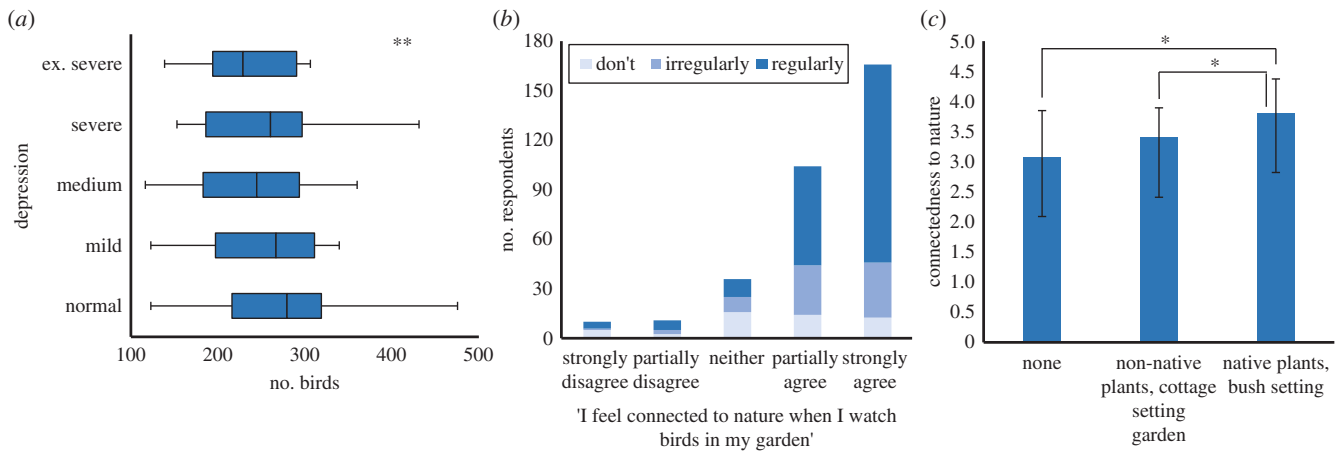 (a)
**
ex. severe
severe
medium
mild
normal
depression
100 200 300 400 500
no. birds
(b)
180
150
120
90
60
30
0
no. respondents
don't irregularly regularly
strongly disagree
partially disagree
neither
partially agree
strongly agree
'I feel connected to nature when I watch
birds in my garden'
(c)
5.0
4.5
4.0
3.5
3.0
2.5
2.0
1.5
1.0
0.5
0
connectedness to nature
*
*
none
non-native
plants, cottage
setting
native plants,
bush setting
garden